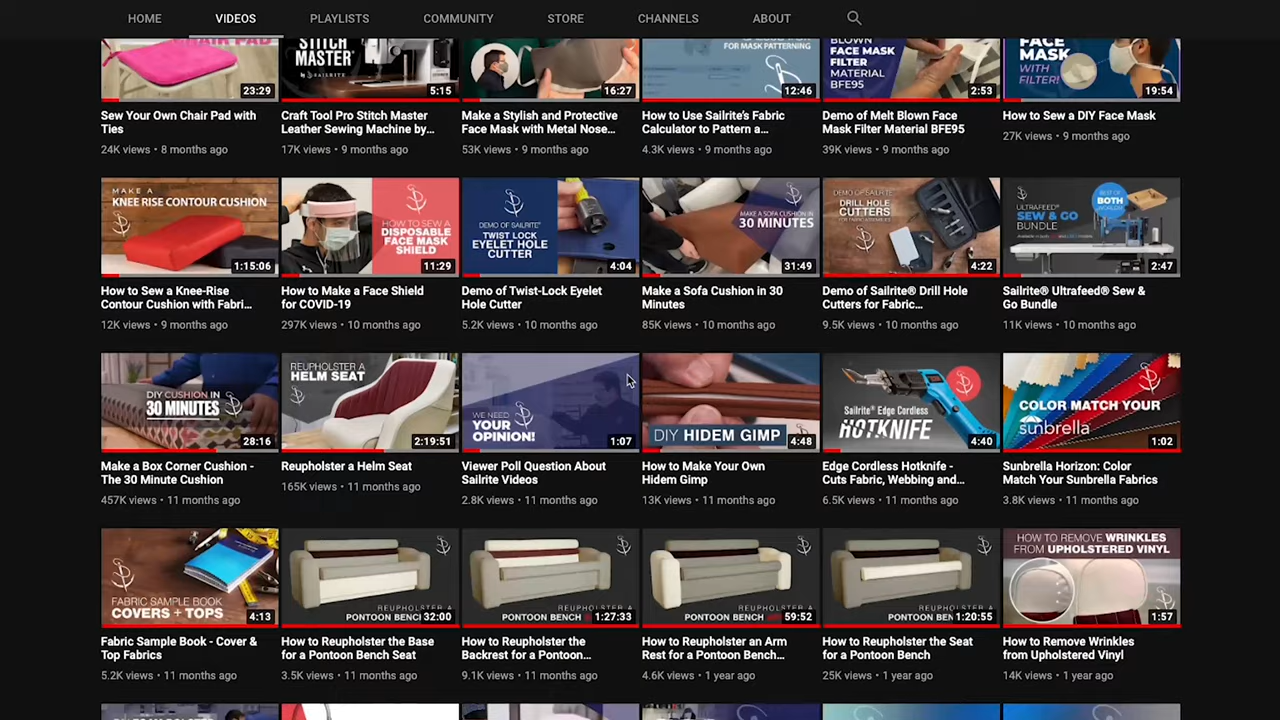 HOME VIDEOS PLAYLISTS COMMUNITY STORE CHANNELS ABOUT
STITCH
MASTER
BY SAILRITE
FOR MASK PATTERNING
BLOWN
FACE MASK
FILTER
MATERIAL
BFE95
FACE
MASK
WITH
FILTER!
23:29 5:15 16:27 12:46 2:53 19:54
Sew Your Own Chair Pad with
Ties
24K views • 8 months ago
Craft Tool Pro Stitch Master
Leather Sewing Machine by...
17K views • 9 months ago
Make a Stylish and Protective
Face Mask with Metal Nose...
53K views • 9 months ago
How to Use Sailrite's Fabric
Calculator to Pattern a...
4.3K views • 9 months ago
Demo of Melt Blown Face
Mask Filter Material BFE95
39K views • 9 months ago
How to Sew a DIY Face Mask
27K views • 9 months ago
MAKE A
KNEE RISE CONTOUR CUSHION
1:15:06
HOW TO SEW A
DISPOSABLE
FACE MASK
SHIELD
11:29
DEMO OF SAILRITE®
TWIST LOCK
EYELET HOLE
CUTTER
4:04
MAKE A SOFA CUSHION IN
30 MINUTES
31:49
DEMO OF SAILRITE®
DRILL HOLE
CUTTERS
FOR FABRIC ASSEMBLIES
4:22
ULTRAFEED®
SEW & GO
BUNDLE
BEST OF
BOTH
WORLDS!
2:47
How to Sew a Knee-Rise
Contour Cushion with Fabri...
12K views • 9 months ago
How to Make a Face Shield
for COVID-19
297K views • 10 months ago
Demo of Twist-Lock Eyelet
Hole Cutter
5.2K views • 10 months ago
Make a Sofa Cushion in 30
Minutes
85K views • 10 months ago
Demo of Sailrite® Drill Hole
Cutters for Fabric...
9.5K views • 10 months ago
Sailrite® Ultrafeed® Sew &
Go Bundle
11K views • 10 months ago
DIY CUSHION IN
30 MINUTES
28:16
REUPHOLSTER A
HELM SEAT
2:19:51
WE NEED
YOUR
OPINION!
1:07
DIY HIDEM GIMP
4:48
Sailrite® Edge Cordless
HOTKNIFE
4:40
COLOR MATCH YOUR
sunbrella
1:02
Make a Box Corner Cushion -
The 30 Minute Cushion
457K views • 11 months ago
Reupholster a Helm Seat
165K views • 11 months ago
Viewer Poll Question About
Sailrite Videos
2.8K views • 11 months ago
How to Make Your Own
Hidem Gimp
13K views • 11 months ago
Edge Cordless Hotknife -
Cuts Fabric, Webbing and...
6.5K views • 11 months ago
Sunbrella Horizon: Color
Match Your Sunbrella Fabrics
3.8K views • 11 months ago
FABRIC SAMPLE BOOK
COVERS + TOPS
4:13
REUPHOLSTER A
PONTOON BENCH
32:00
REUPHOLSTER A
PONTOON BENCH
1:27:33
REUPHOLSTER A
PONTOON BENCH
59:52
REUPHOLSTER A
PONTOON BENCH
1:20:55
HOW TO REMOVE WRINKLES
FROM UPHOLSTERED VINYL
1:57
Fabric Sample Book - Cover &
Top Fabrics
5.2K views • 11 months ago
How to Reupholster the Base
for a Pontoon Bench Seat
3.5K views • 11 months ago
How to Reupholster the
Backrest for a Pontoon...
9.1K views • 11 months ago
How to Reupholster an Arm
Rest for a Pontoon Bench...
4.6K views • 1 year ago
How to Reupholster the Seat
for a Pontoon Bench
25K views • 1 year ago
How to Remove Wrinkles
from Upholstered Vinyl
14K views • 1 year ago